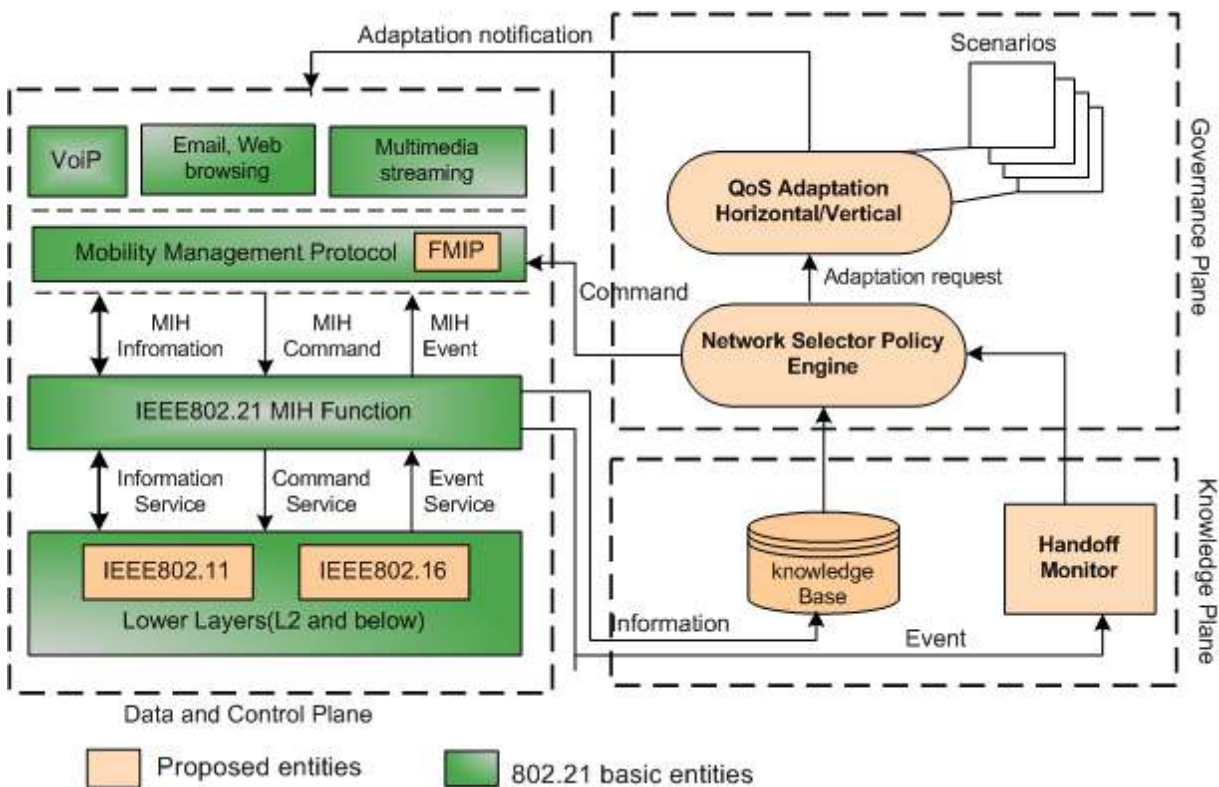 Adaptation notification
Scenarios
VoiP
Email, Web
browsing
Multimedia
streaming
QoS Adaptation
Horizontal/Vertical
Governance Plane
Mobility Management Protocol
FMIP
Command
Adaptation request
MIH
Infromation
MIH
Command
MIH
Event
Network Selector Policy
Engine
IEEE802.21 MIH Function
Information
Service
Command
Service
Event
Service
IEEE802.11
IEEE802.16
Lower Layers(L2 and below)
knowledge
Base
Handoff
Monitor
Knowledge Plane
Information
Event
Data and Control Plane
Proposed entities
802.21 basic entities